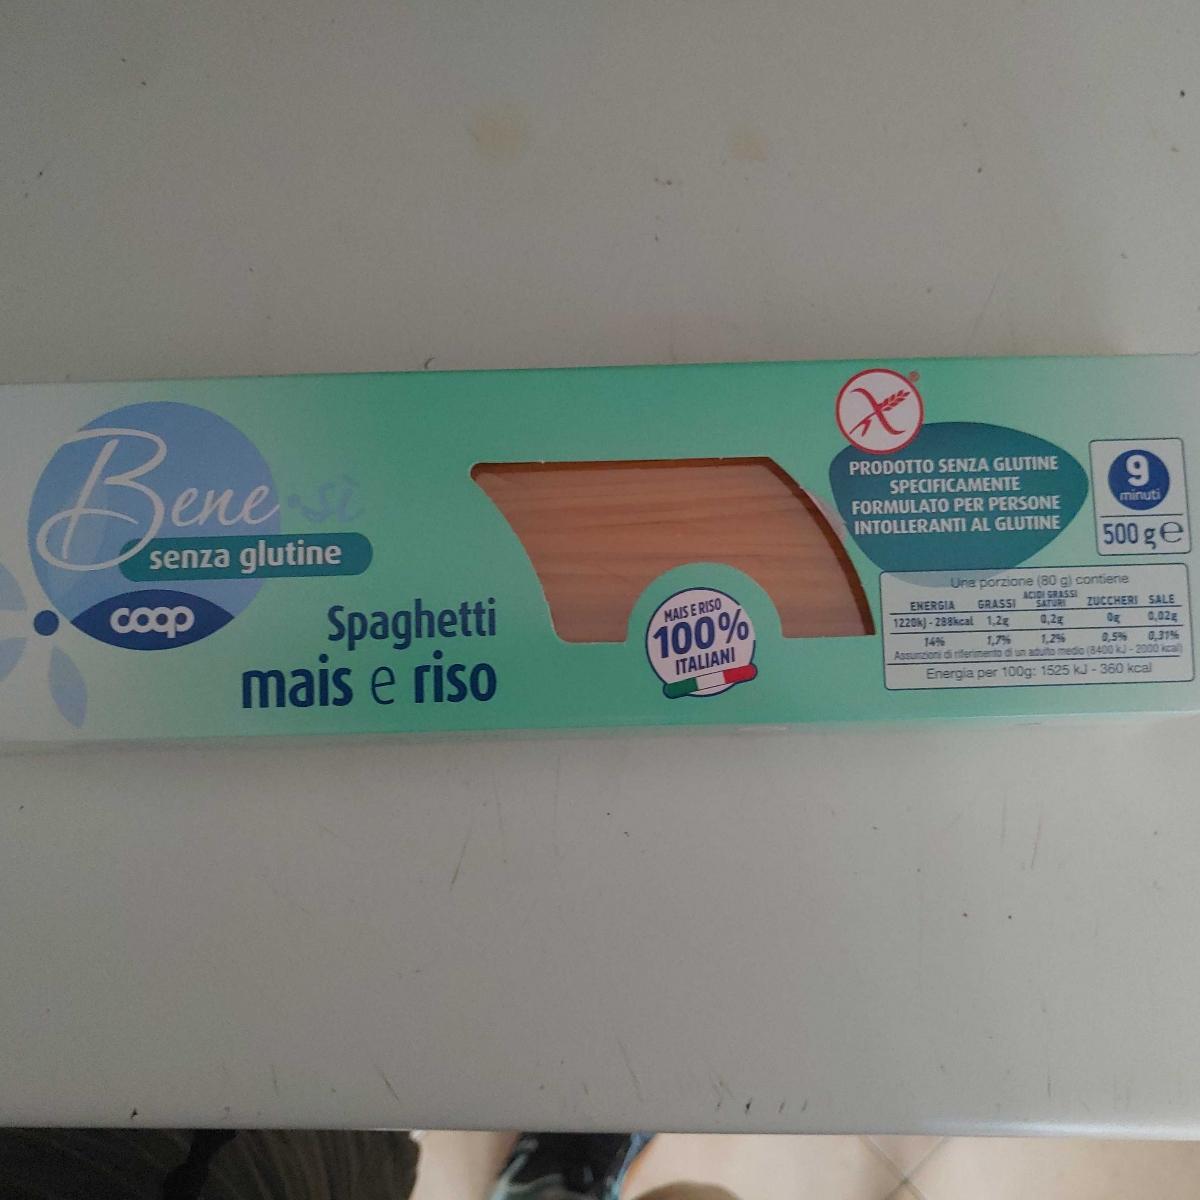 Bene sì
senza glutine
coop
Spaghetti
mais e riso
MAIS E RISO
100%
ITALIANI
®
PRODOTTO SENZA GLUTINE
SPECIFICAMENTE
FORMULATO PER PERSONE
INTOLLERANTI AL GLUTINE
9
minuti
500 g e
Una porzione (80 g) contiene
ENERGIA GRASSI ACIDI GRASSI SATURI ZUCCHERI SALE
1220kJ - 288kcal 1,2g 0,2g 0g 0,02g
14% 1,7% 1,2% 0,5% 0,31%
Assunzioni di riferimento di un adulto medio (8400 kJ - 2000 kcal)
Energia per 100g: 1525 kJ - 360 kcal